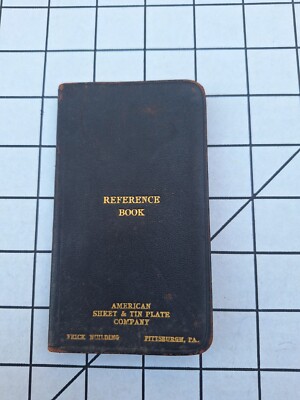 REFERENCE
BOOK
AMERICAN
SHEET & TIN PLATE
COMPANY
FRICK BUILDING PITTSBURGH, PA.